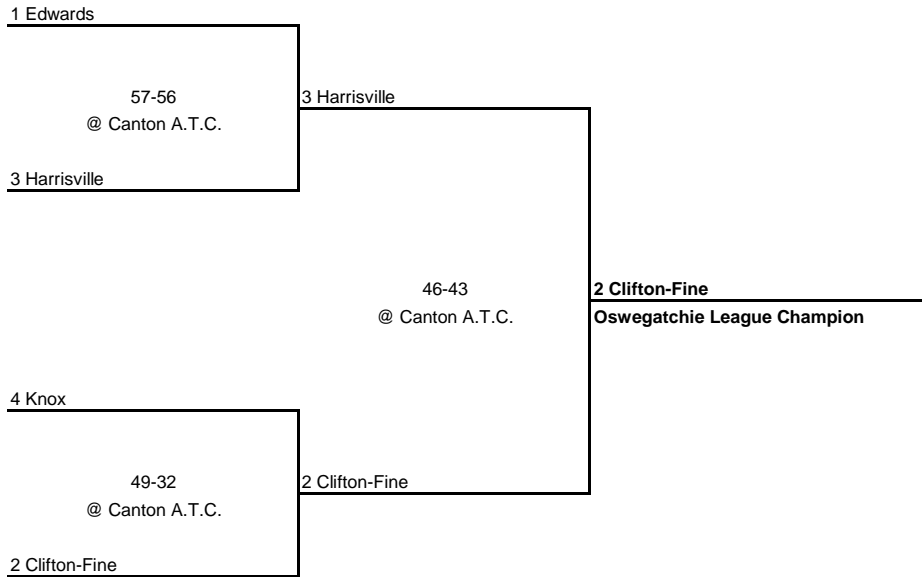 1 Edwards
57-56
@ Canton A.T.C.
3 Harrisville
3 Harrisville
46-43
@ Canton A.T.C.
2 Clifton-Fine
Oswegatchie League Champion
4 Knox
49-32
@ Canton A.T.C.
2 Clifton-Fine
2 Clifton-Fine